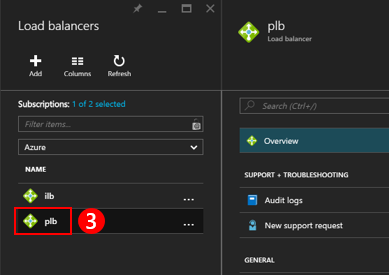 Load balancers
Add
Columns
Refresh
Subscriptions: 1 of 2 selected
Filter items...
Azure
NAME
ilb
...
plb
3
...
plb
Load balancer
Search (Ctrl+/)
Overview
SUPPORT + TROUBLESHOOTING
Audit logs
New support request
GENERAL